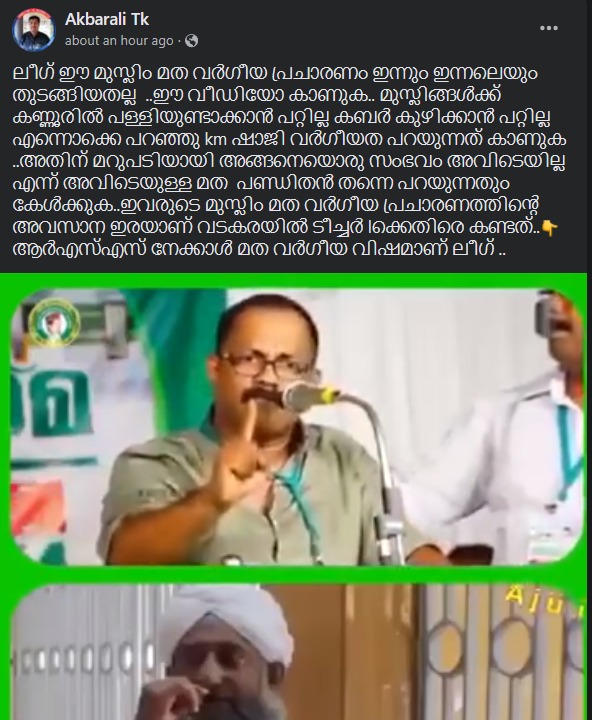 Akbarali Tk
about an hour ago ·
ലീഗ് ഈ മുസ്ലിം മത വർഗീയ പ്രചാരണം ഇന്നും ഇന്നലെയും
തുടങ്ങിയതല്ല ..ഈ വീഡിയോ കാണുക.. മുസ്ലിങ്ങൾക്ക്
കണ്ണൂരിൽ പള്ളിയുണ്ടാക്കാൻ പറ്റില്ല കബർ കുഴിക്കാൻ പറ്റില്ല
എന്നൊക്കെ പറഞ്ഞു km ഷാജി വർഗീയത പറയുന്നത് കാണുക
..അതിന് മറുപടിയായി അങ്ങനെയൊരു സംഭവം അവിടെയില്ല
എന്ന് അവിടെയുള്ള മത പണ്ഡിതൻ തന്നെ പറയുന്നതും
കേൾക്കുക..ഇവരുടെ മുസ്ലിം മത വർഗീയ പ്രചാരണത്തിന്റെ
അവസാന ഇരയാണ് വടകരയിൽ ടീച്ചർ ക്കെതിരെ കണ്ടത്..👇
ആർഎസ്എസ് നേക്കാൾ മത വർഗീയ വിഷമാണ് ലീഗ് ..
Aju